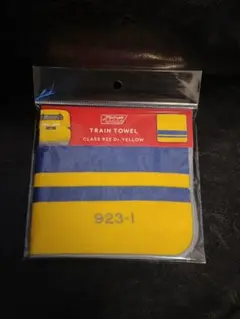 TRAIN TOWEL
CLASS 923 Dr.YELLOW
923-1